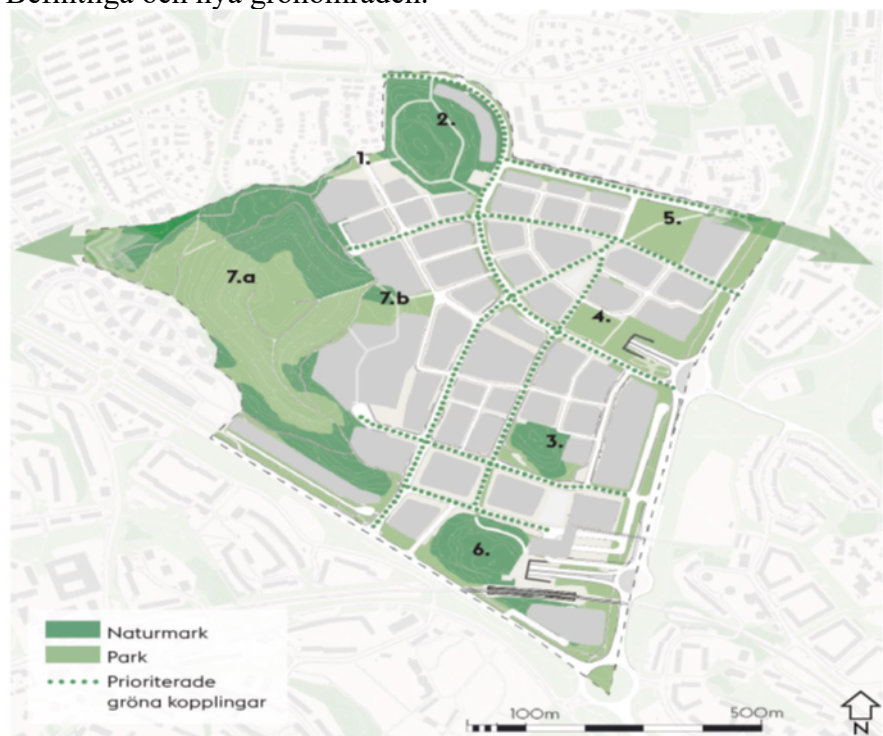 Befintliga och nya grönområden.
2.
1.
5.
7.a
7.b
4.
3.
6.
Naturmark
Park
Prioriterade
gröna kopplingar
100m
500m
N